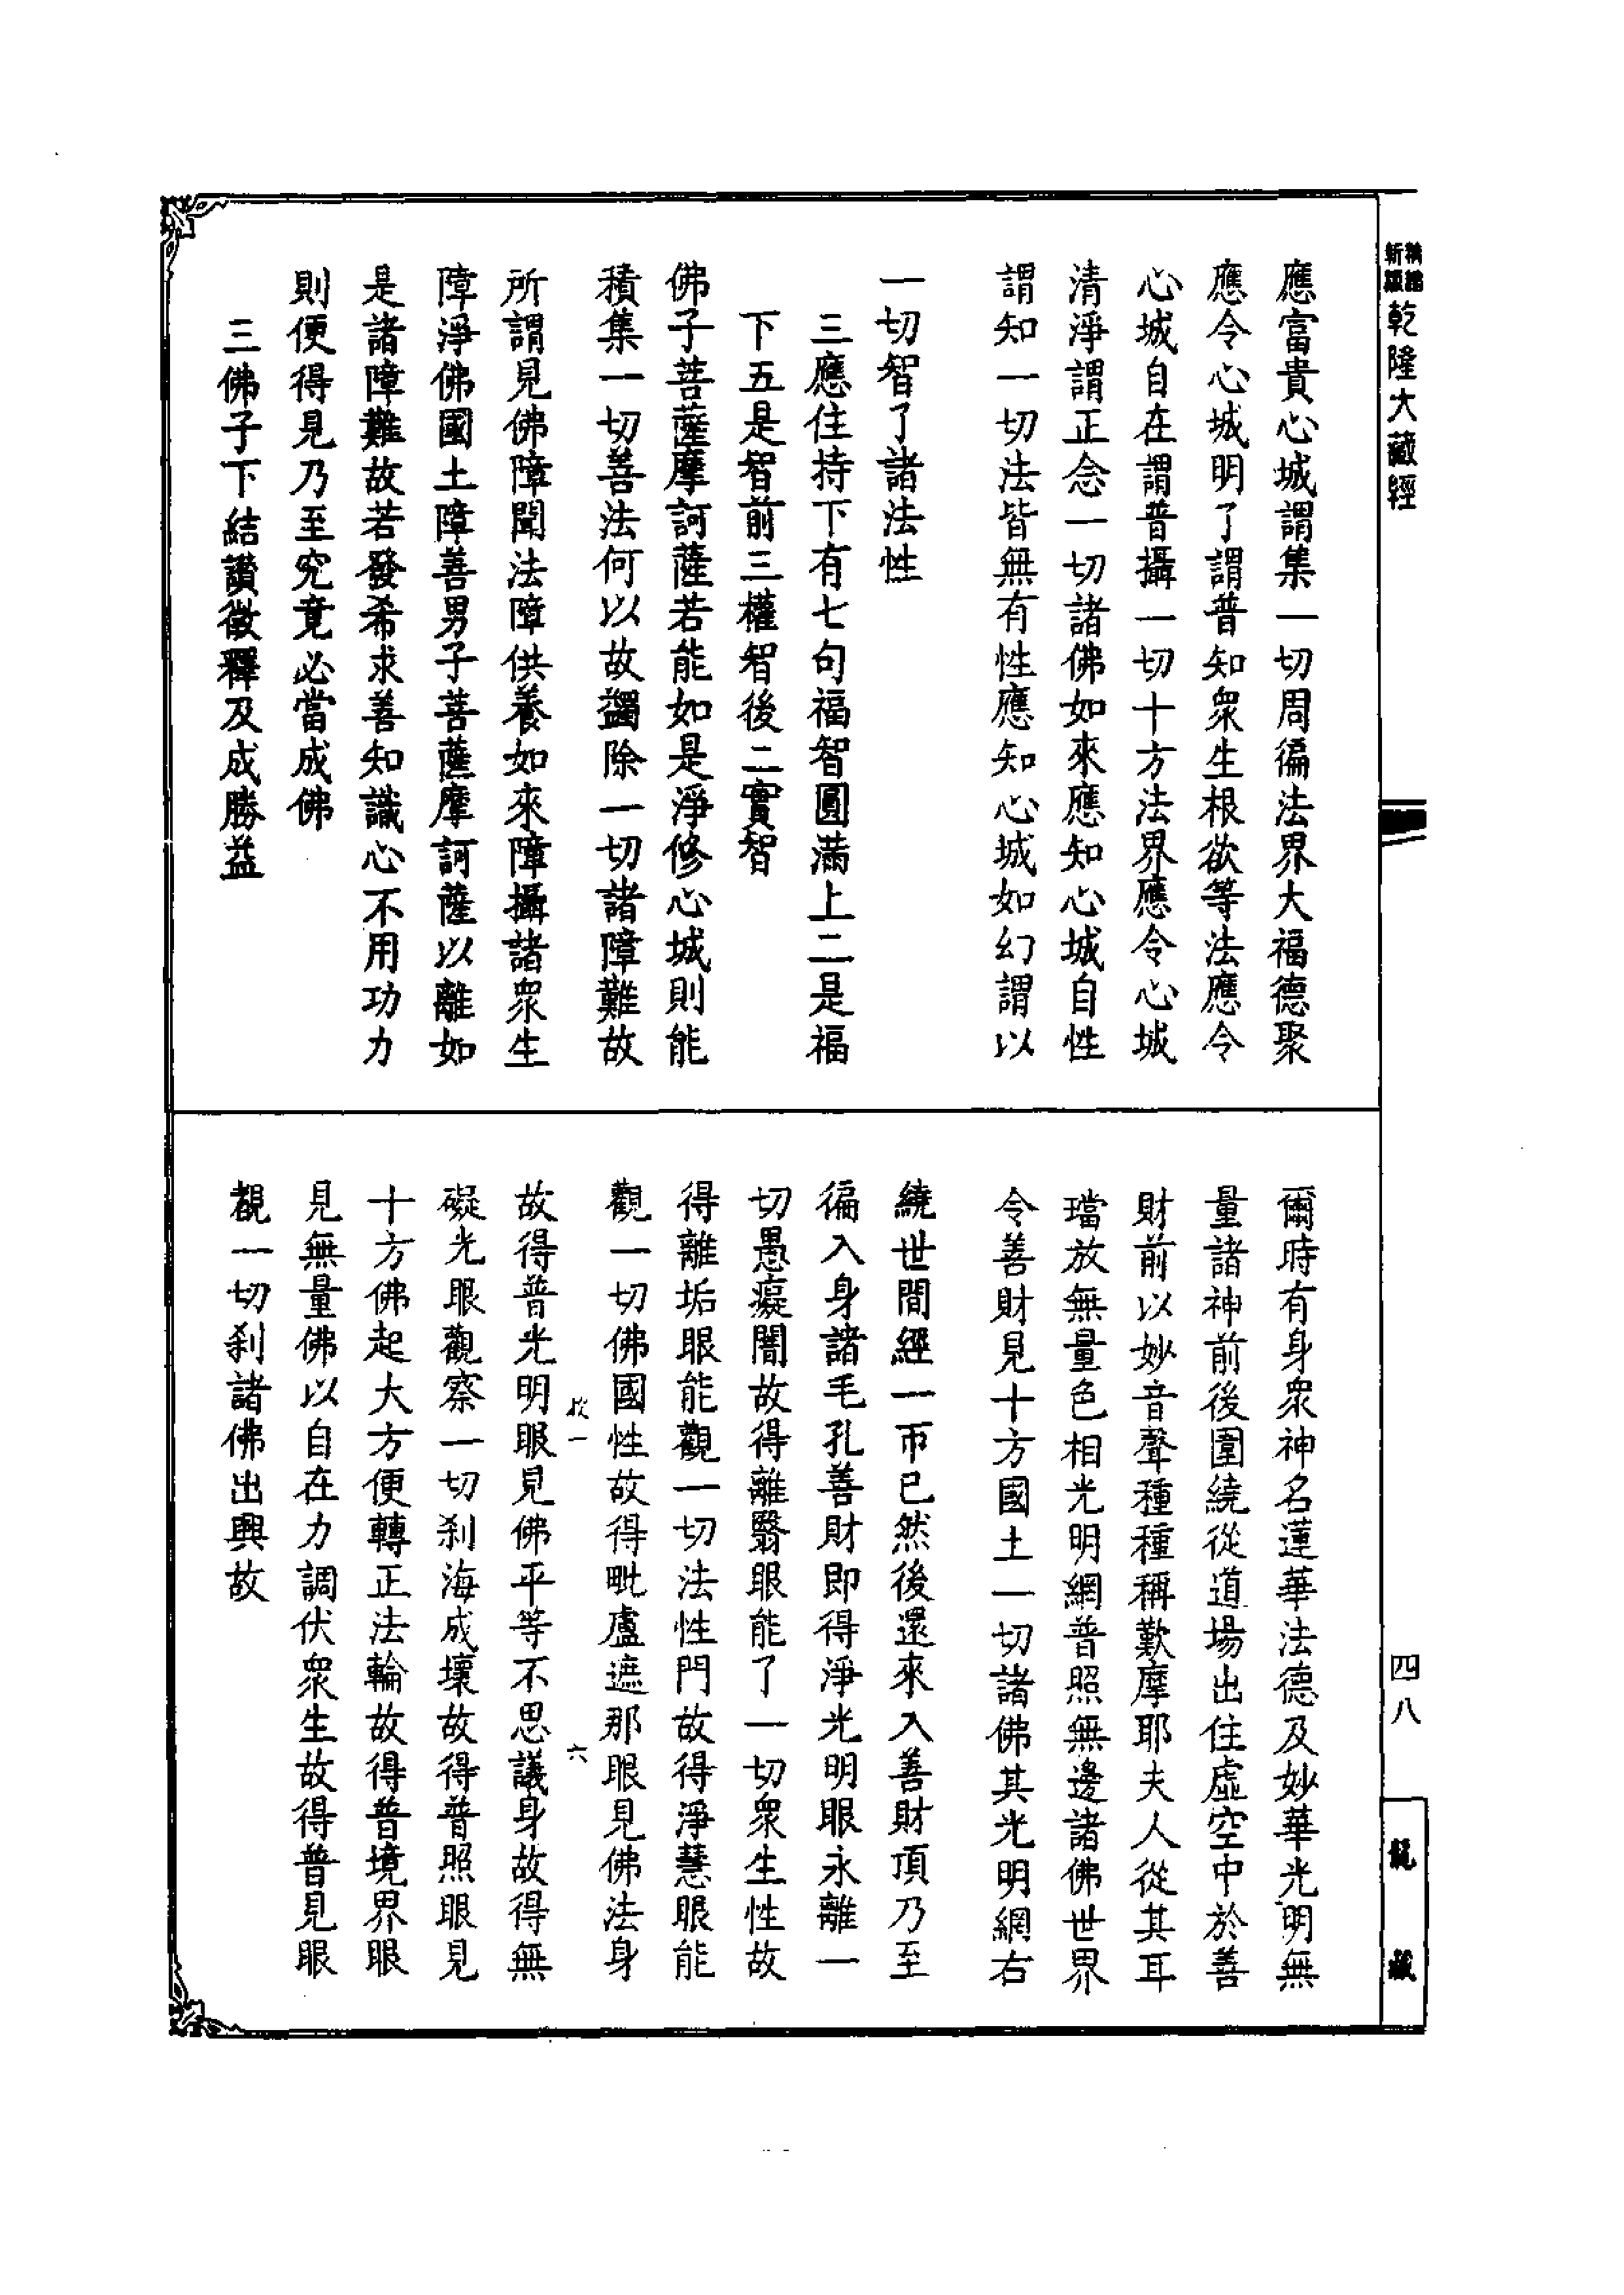 新編縮本乾隆大藏經
應富貴心城謂集一切周徧法界大福德聚
應令心城明了謂普知眾生根欲等法應令
心城自在謂普攝一切十方法界應令心城
清淨謂正念一切諸佛如來應知心城自性
謂知一切法皆無有性應知心城如幻謂以
一切智了諸法性
三應住持下有七句福智圓滿上二是福
下五是智前三權智後二實智
佛子菩薩摩訶薩若能如是淨修心城則能
積集一切善法何以故蠲除一切諸障難故
所謂見佛障聞法障供養如來障攝諸眾生
障淨佛國土障善男子菩薩摩訶薩以離如
是諸障難故若發希求善知識心不用功力
則便得見乃至究竟必當成佛
三佛子下結讚徵釋及成勝益
爾時有身眾神名蓮華法德及妙華光明無
量諸神前後圍繞從道場出住虛空中於善
財前以妙音聲種種稱歎摩耶夫人從其耳
璫放無量色相光明網普照無邊諸佛世界
令善財見十方國土一切諸佛其光明網右
繞世間經一帀已然後還來入善財頂乃至
徧入身諸毛孔善財即得淨光明眼永離一
切愚癡闇故得離翳眼能了一切眾生性故
得離垢眼能觀一切法性門故得淨慧眼能
觀一切佛國性故得毗盧遮那眼見佛法身
一 六
故得普光明眼見佛平等不思議身故得無
礙光眼觀察一切剎海成壞故得普照眼見
十方佛起大方便轉正法輪故得普境界眼
見無量佛以自在力調伏眾生故得普見眼
覩一切剎諸佛出興故
四八
龍藏